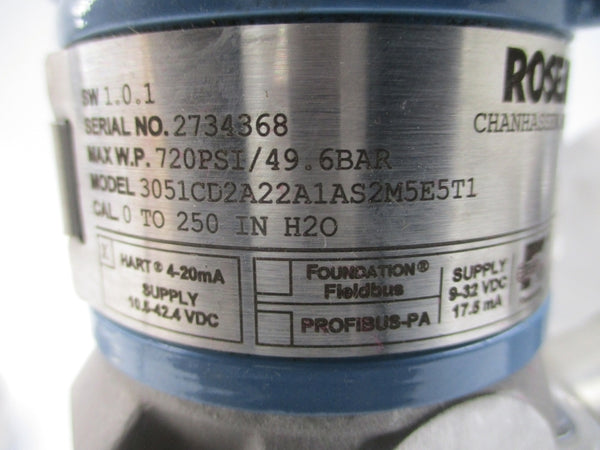 SW 1.0.1
SERIAL NO. 2734368
MAX W.P. 720PSI/49.6BAR
MODEL 3051CD2A22A1AS2M5E5T1
CAL. 0 TO 250 IN H2O
ROSE
CHANHASSEN
X
HART® 4-20mA
SUPPLY
10.5-42.4 VDC
FOUNDATION®
Fieldbus
PROFIBUS-PA
SUPPLY
9-32 VDC
17.5 mA